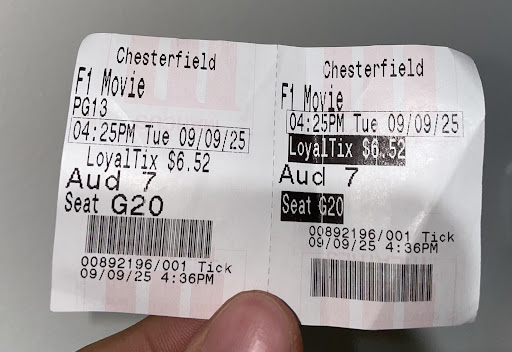 Chesterfield
F1 Movie
PG13
04:25PM Tue 09/09/25
LoyalTix $6.52
Aud 7
Seat G20
00892196/001 Tick
09/09/25 4:36PM
Chesterfield
F1 Movie
04:25PM Tue 09/09/25
LoyalTix $6.52
Aud 7
Seat G20
00892196/001 Tick
09/09/25 4:36PM